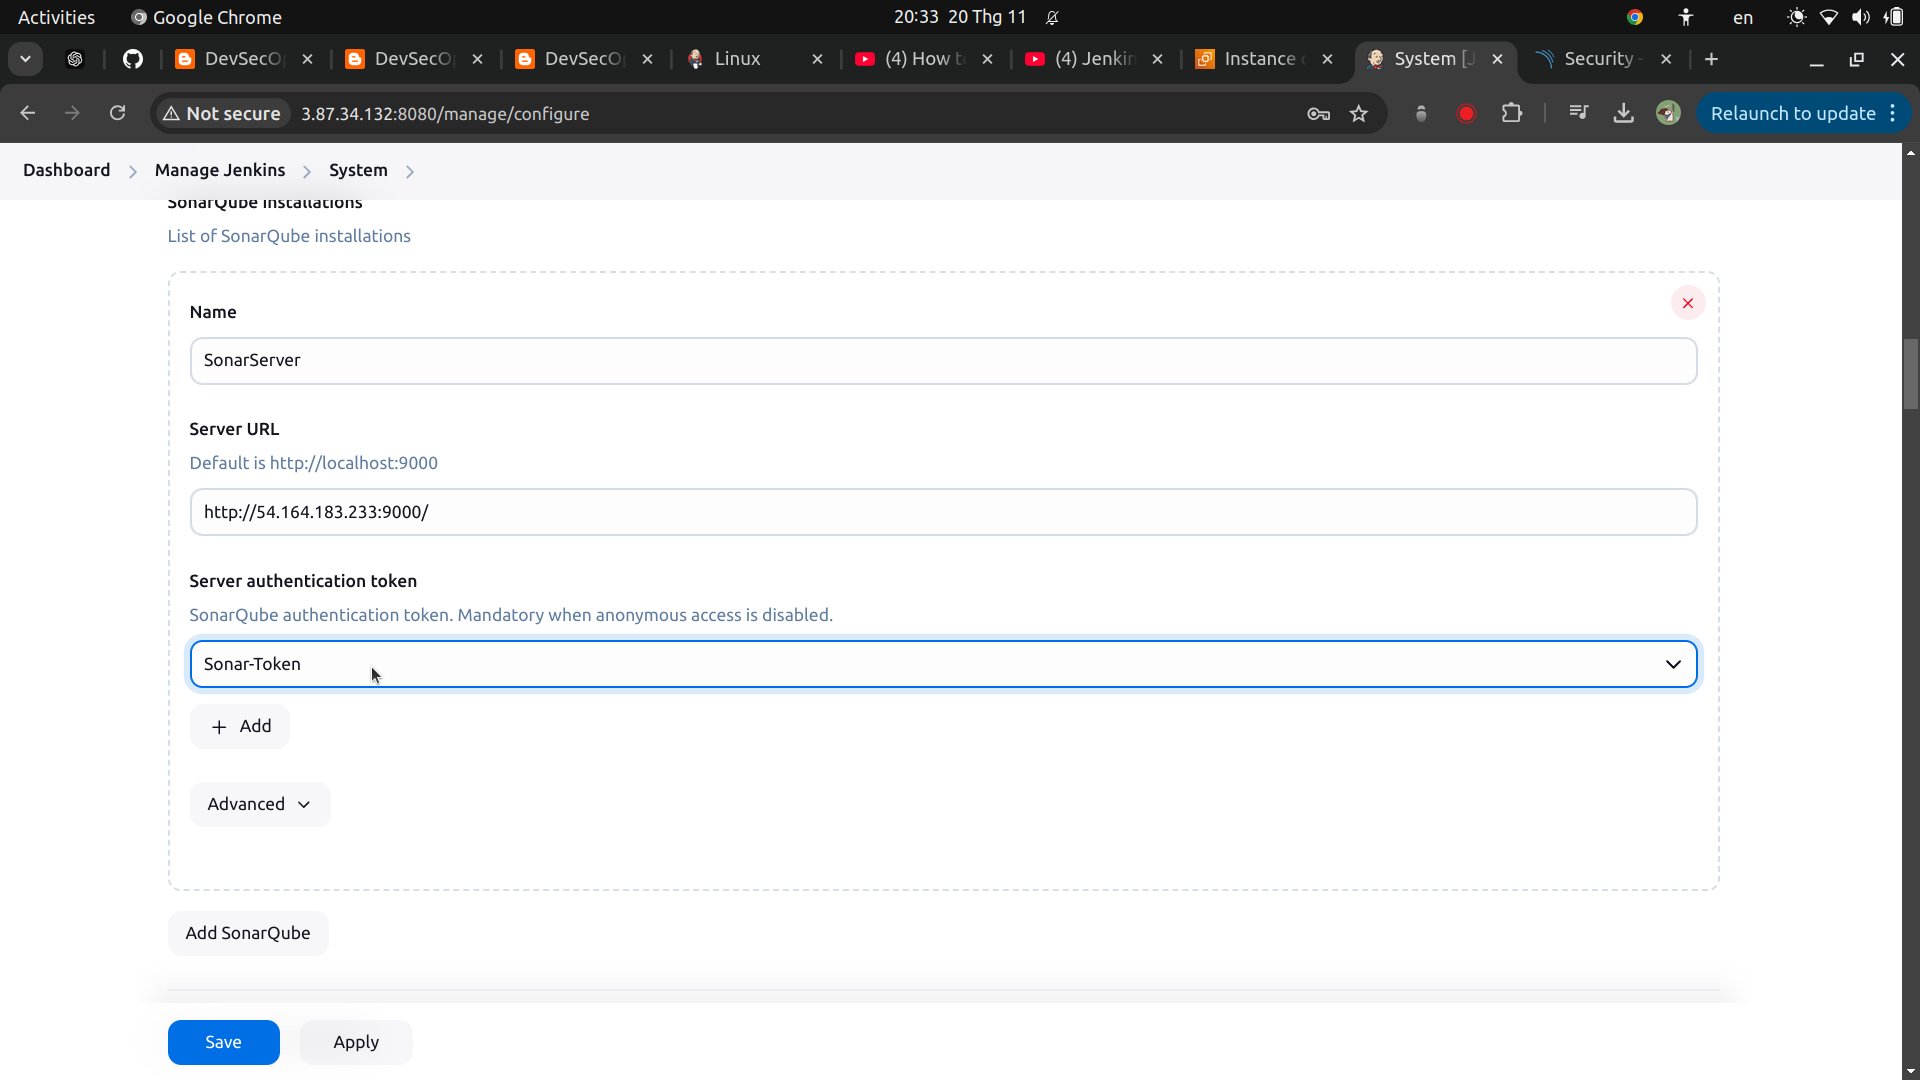 Activities
Google Chrome
20:33 20 Thg 11
en
DevSecO
DevSecO
DevSecO
Linux
(4) How t
(4) Jenkin
Instance
System [J
Security -
Not secure
3.87.34.132:8080/manage/configure
Relaunch to update
Dashboard
Manage Jenkins
System
SonarQube installations
List of SonarQube installations
Name
SonarServer
Server URL
Default is http://localhost:9000
http://54.164.183.233:9000/
Server authentication token
SonarQube authentication token. Mandatory when anonymous access is disabled.
Sonar-Token
Add
Advanced
Add SonarQube
Save
Apply